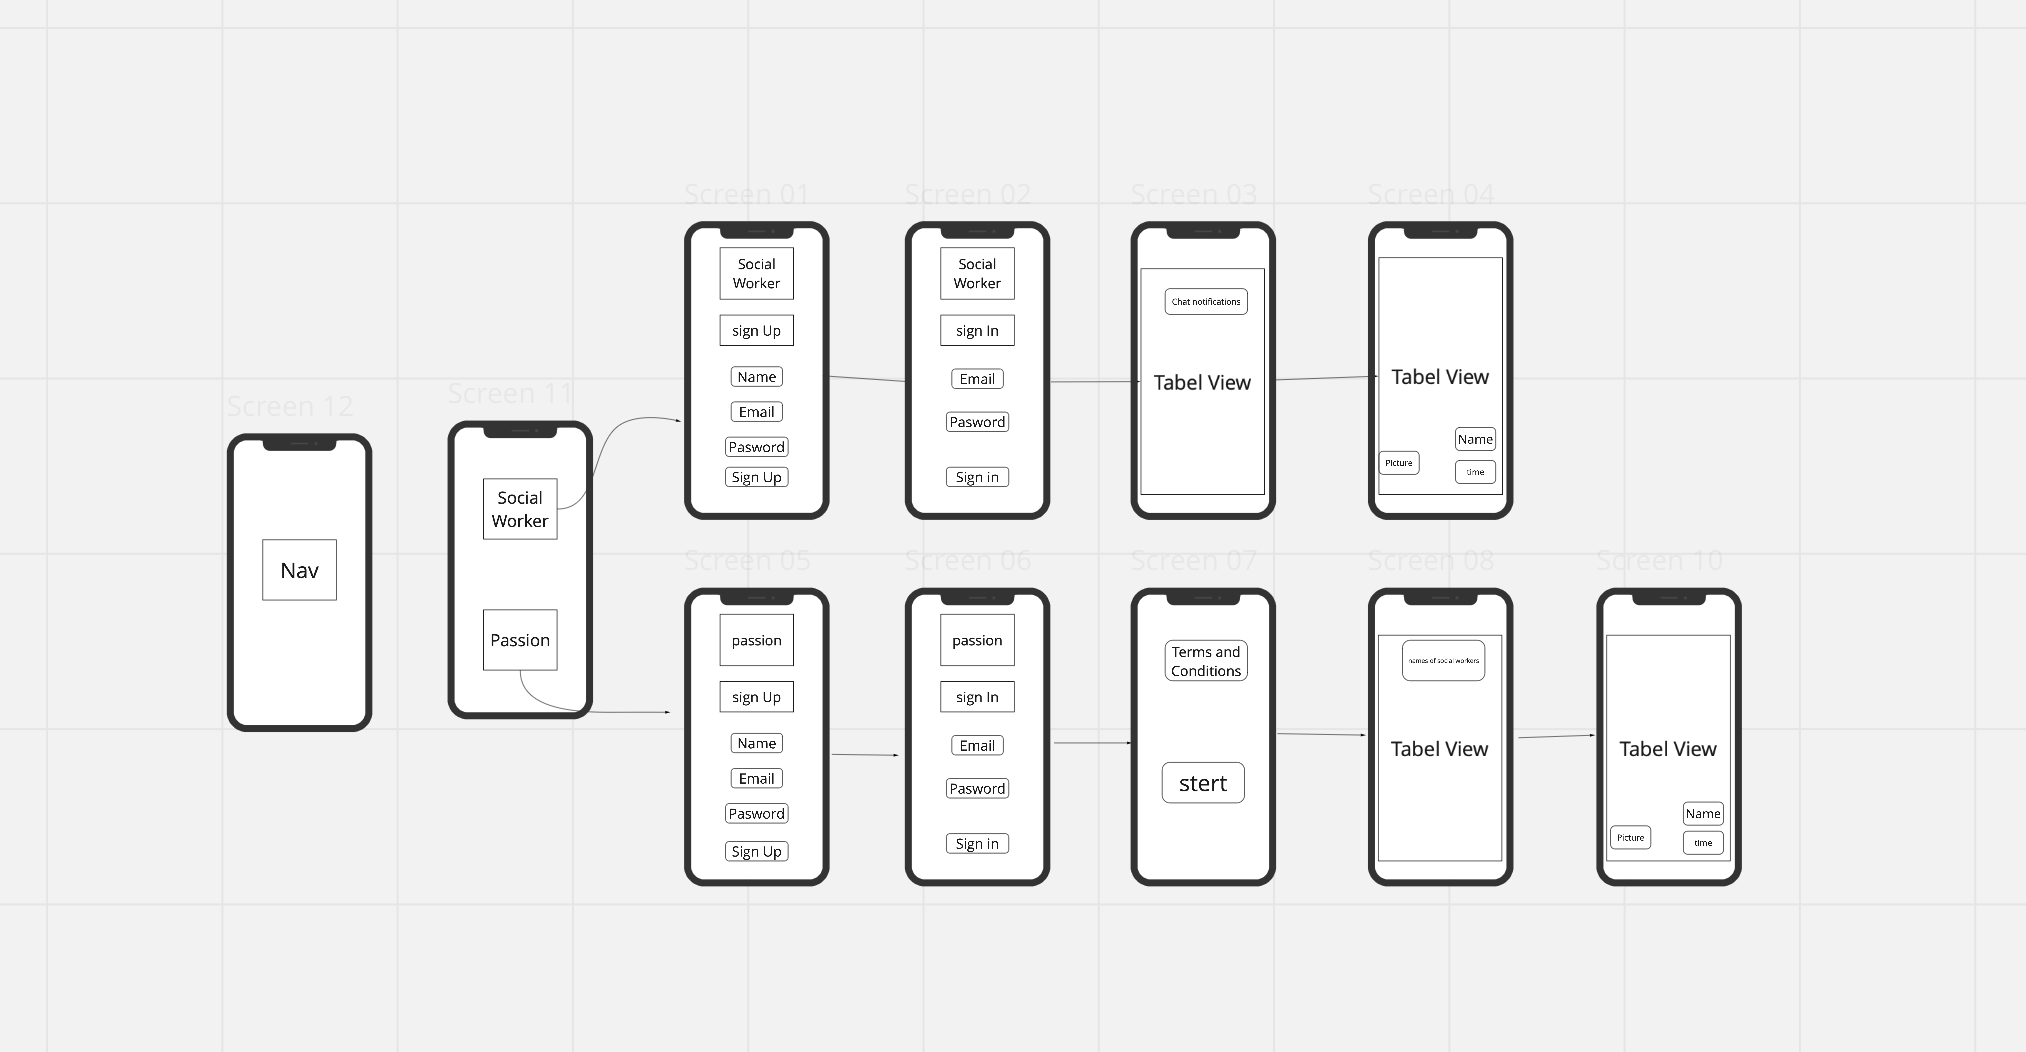 Screen 12
Nav
Screen 11
Social
Worker
Passion
Screen 01
Social
Worker
sign Up
Name
Email
Pasword
Sign Up
Screen 02
Social
Worker
sign In
Email
Pasword
Sign in
Screen 03
Chat notifications
Tabel View
Screen 04
Tabel View
Name
Picture
time
Screen 05
passion
sign Up
Name
Email
Pasword
Sign Up
Screen 06
passion
sign In
Email
Pasword
Sign in
Screen 07
Terms and
Conditions
stert
Screen 08
names of social workers
Tabel View
Screen 10
Tabel View
Name
Picture
time